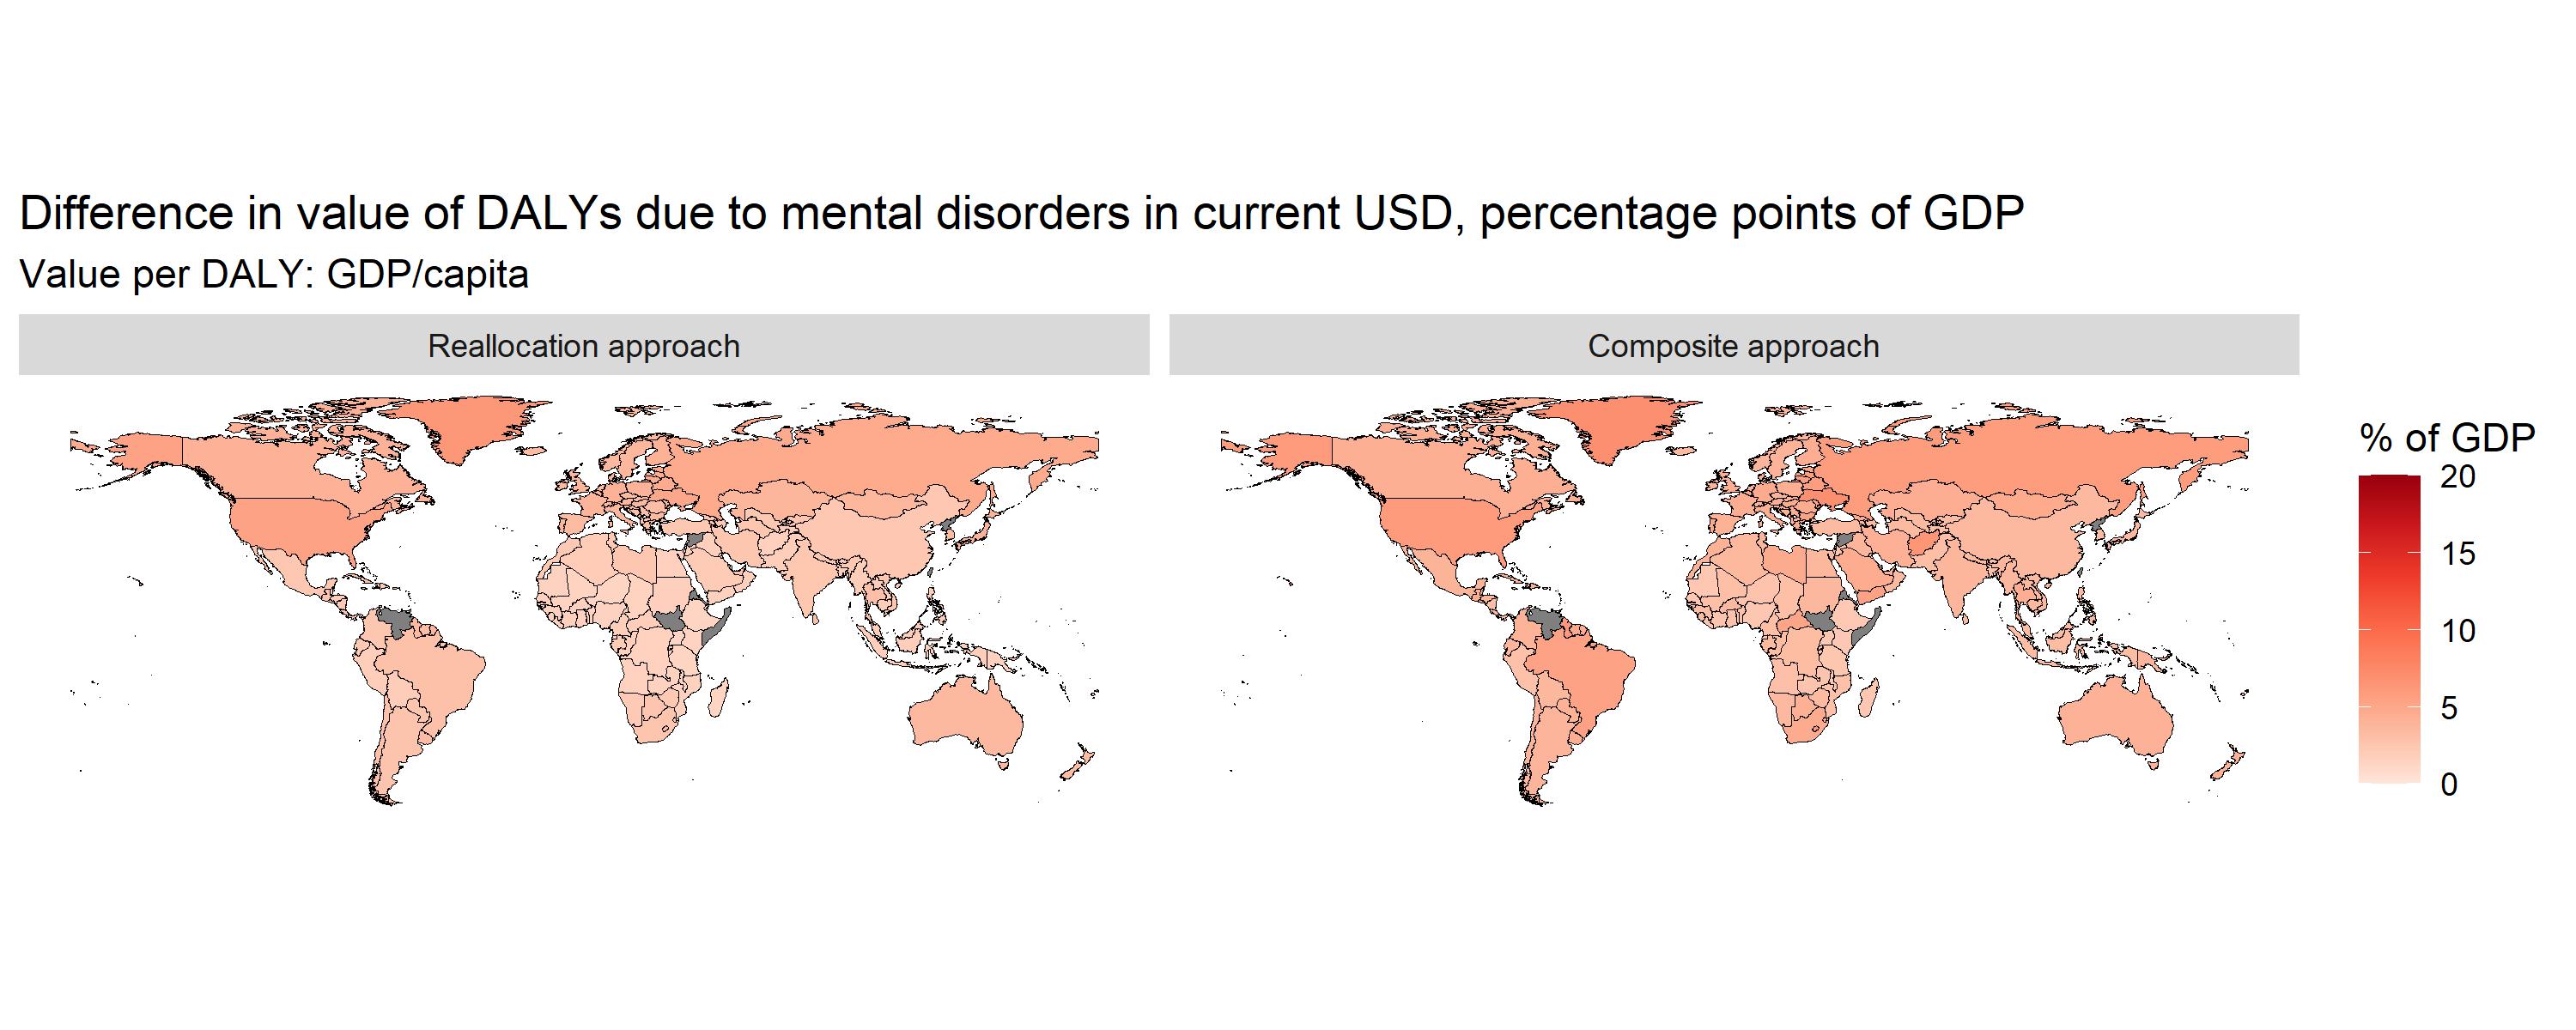 Difference in value of DALYs due to mental disorders in current USD, percentage points of GDP
Value per DALY: GDP/capita
Reallocation approach
Composite approach
% of GDP
20
15
10
5
0